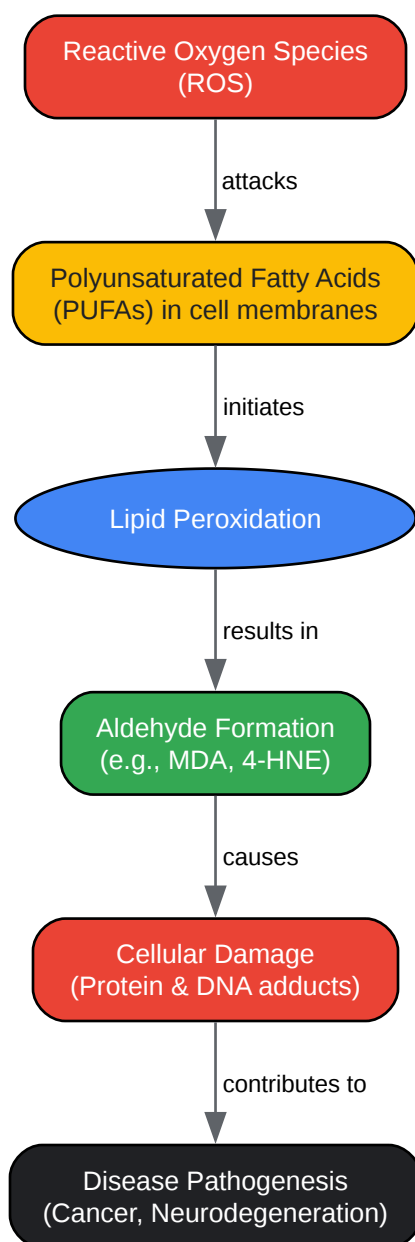 Reactive Oxygen Species
(ROS)
attacks
Polyunsaturated Fatty Acids
(PUFAs) in cell membranes
initiates
Lipid Peroxidation
results in
Aldehyde Formation
(e.g., MDA, 4-HNE)
causes
Cellular Damage
(Protein & DNA adducts)
contributes to
Disease Pathogenesis
(Cancer, Neurodegeneration)